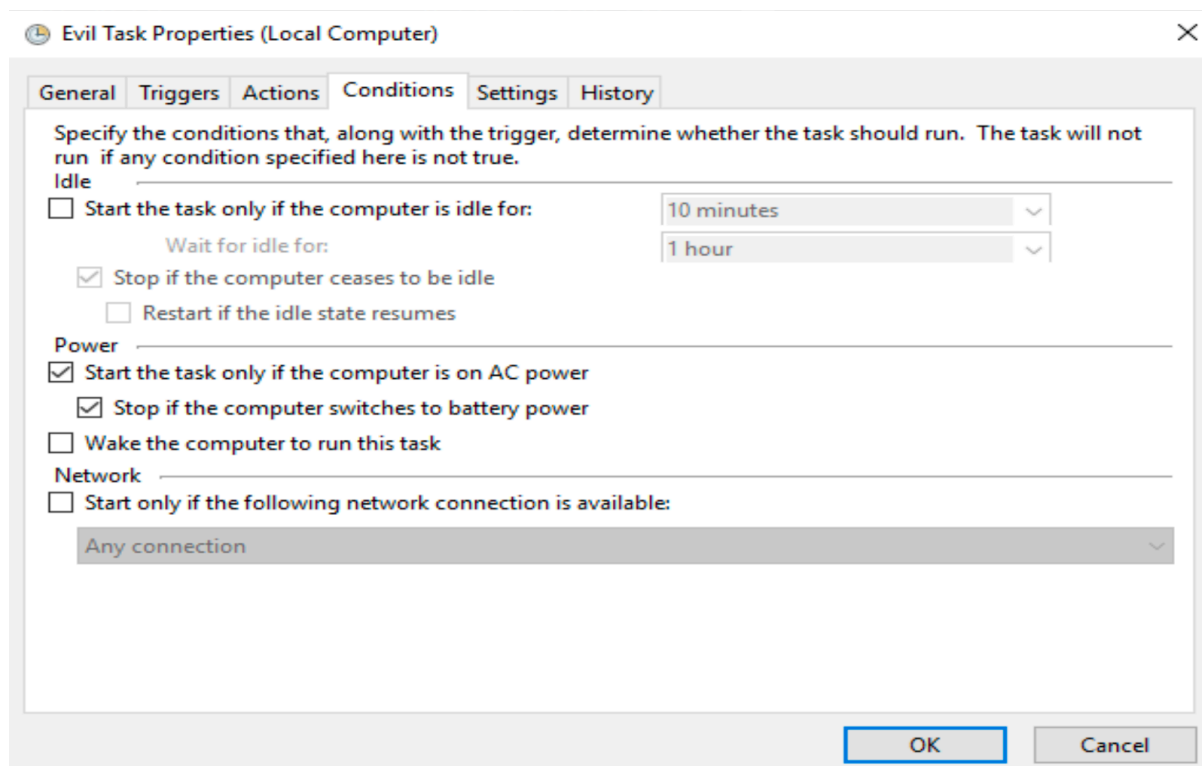 Evil Task Properties (Local Computer)
General Triggers Actions Conditions Settings History
Specify the conditions that, along with the trigger, determine whether the task should run. The task will not
run if any condition specified here is not true.
Idle
Start the task only if the computer is idle for: 10 minutes
Wait for idle for: 1 hour
Stop if the computer ceases to be idle
Restart if the idle state resumes
Power
Start the task only if the computer is on AC power
Stop if the computer switches to battery power
Wake the computer to run this task
Network
Start only if the following network connection is available:
Any connection
OK Cancel